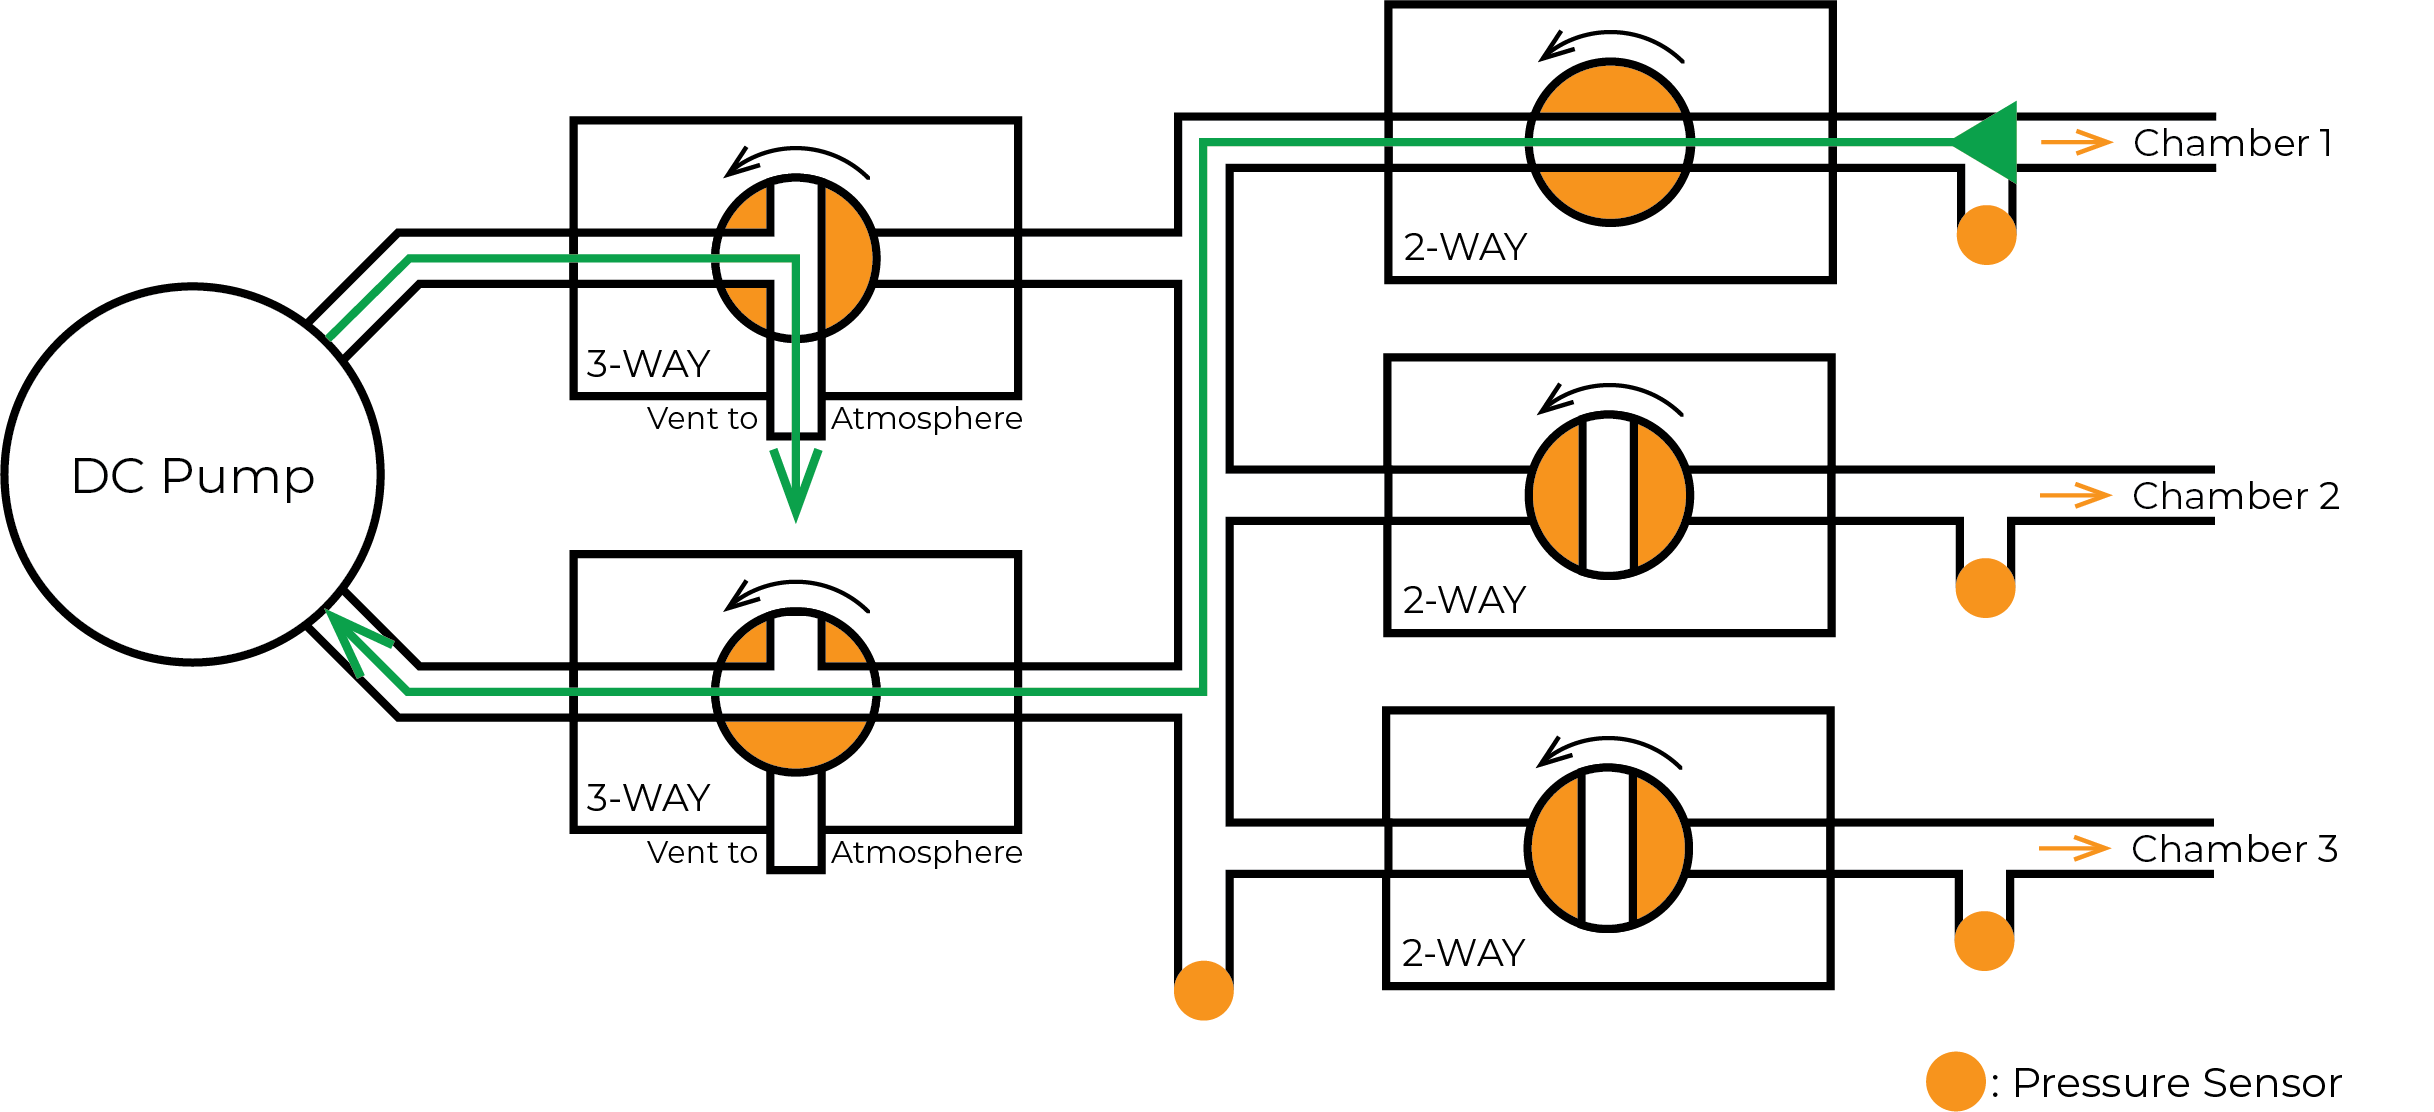 DC Pump
3-WAY
Vent to Atmosphere
3-WAY
Vent to Atmosphere
2-WAY
Chamber 1
2-WAY
Chamber 2
2-WAY
Chamber 3
: Pressure Sensor